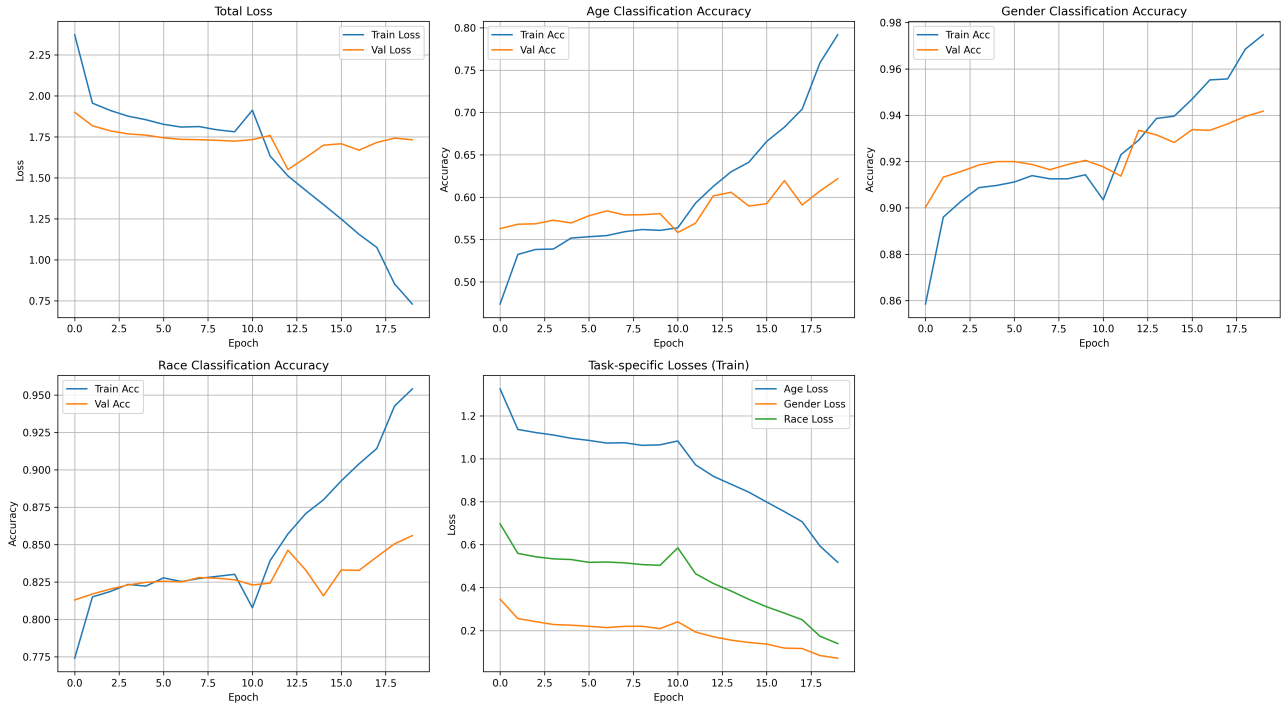 Total Loss
Train Loss
Val Loss
2.25
2.00
1.75
1.50
1.25
1.00
0.75
Loss
0.0 2.5 5.0 7.5 10.0 12.5 15.0 17.5
Epoch
Age Classification Accuracy
Train Acc
Val Acc
0.80
0.75
0.70
0.65
0.60
0.55
0.50
Accuracy
0.0 2.5 5.0 7.5 10.0 12.5 15.0 17.5
Epoch
Gender Classification Accuracy
Train Acc
Val Acc
0.98
0.96
0.94
0.92
0.90
0.88
0.86
Accuracy
0.0 2.5 5.0 7.5 10.0 12.5 15.0 17.5
Epoch
Race Classification Accuracy
Train Acc
Val Acc
0.950
0.925
0.900
0.875
0.850
0.825
0.800
0.775
Accuracy
0.0 2.5 5.0 7.5 10.0 12.5 15.0 17.5
Epoch
Task-specific Losses (Train)
Age Loss
Gender Loss
Race Loss
1.2
1.0
0.8
0.6
0.4
0.2
Loss
0.0 2.5 5.0 7.5 10.0 12.5 15.0 17.5
Epoch